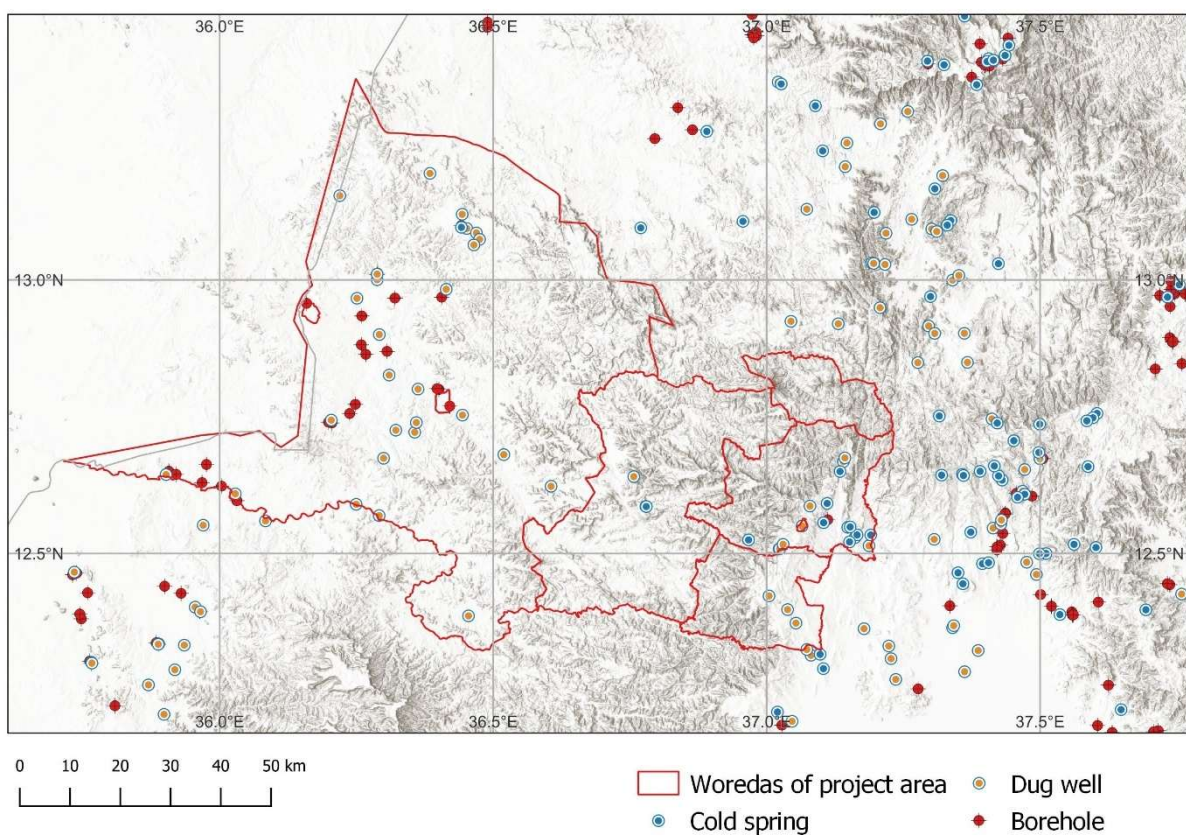 36.0°E 36.5°E 37.0°E 37.5°E
13.0°N 13.0°N
12.5°N 12.5°N
36.0°E 36.5°E 37.0°E 37.5°E
0 10 20 30 40 50 km
Woredas of project area Dug well
Cold spring Borehole